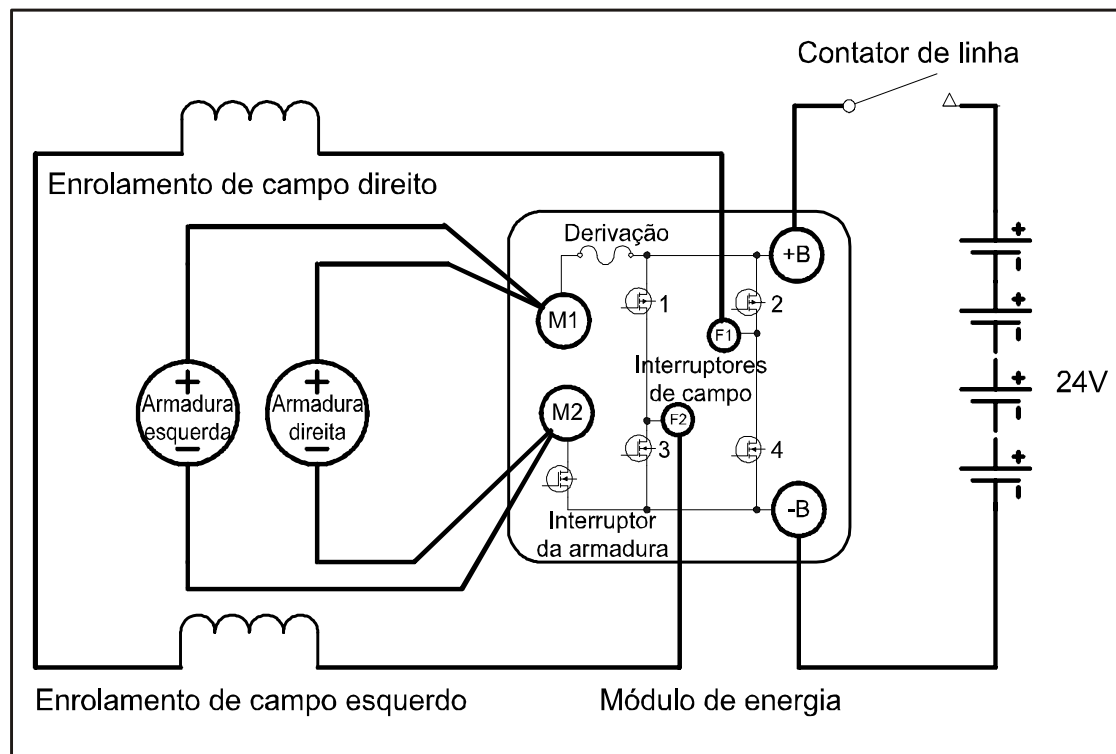 Contator de linha
Enrolamento de campo direito
Derivação
+B
1
2
M1
F1
Interruptores
de campo
+
Armadura
esquerda
−
+
Armadura
direita
−
M2
F2
3
4
Interruptor
da armadura
-B
+
I
+
I
+
I
+
I
24V
Enrolamento de campo esquerdo
Módulo de energia